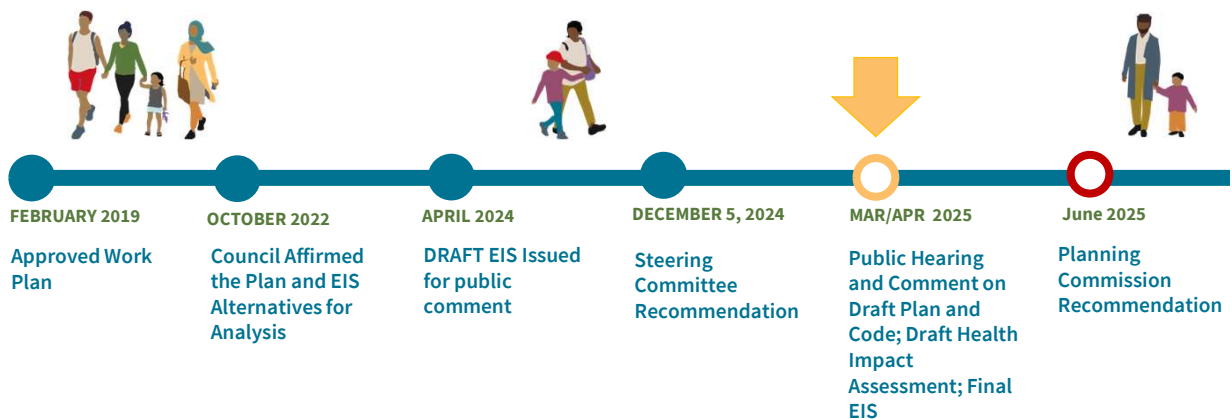 FEBRUARY 2019
Approved Work
Plan
OCTOBER 2022
Council Affirmed
the Plan and EIS
Alternatives for
Analysis
APRIL 2024
DRAFT EIS Issued
for public
comment
DECEMBER 5, 2024
Steering
Committee
Recommendation
MAR/APR 2025
Public Hearing
and Comment on
Draft Plan and
Code; Draft Health
Impact
Assessment; Final
EIS
June 2025
Planning
Commission
Recommendation